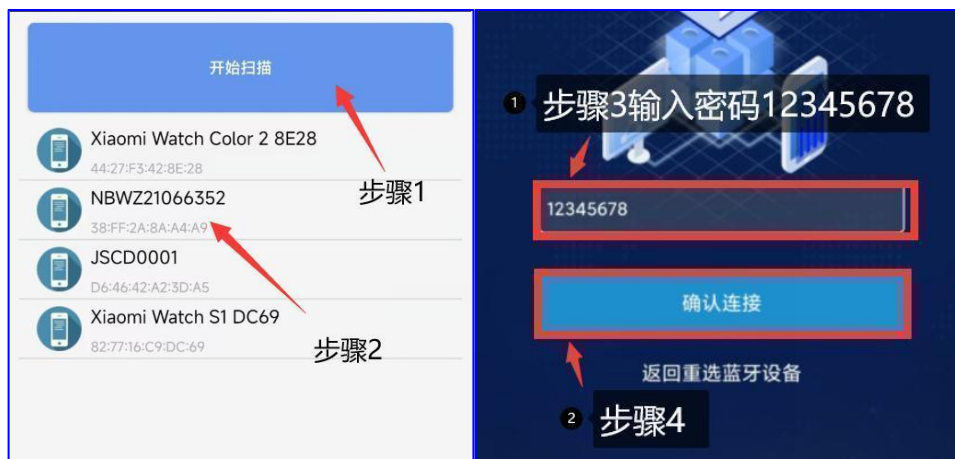 开始扫描
Xiaomi Watch Color 2 8E28
44:27:F3:42:8E:28
步骤1
NBWZ21066352
38:FF:2A:8A:A4:A9
JSCD0001
D6:46:42:A2:3D:A5
Xiaomi Watch S1 DC69
82:77:16:C9:DC:69
步骤2
1 步骤3输入密码12345678
12345678
确认连接
返回重选蓝牙设备
2 步骤4